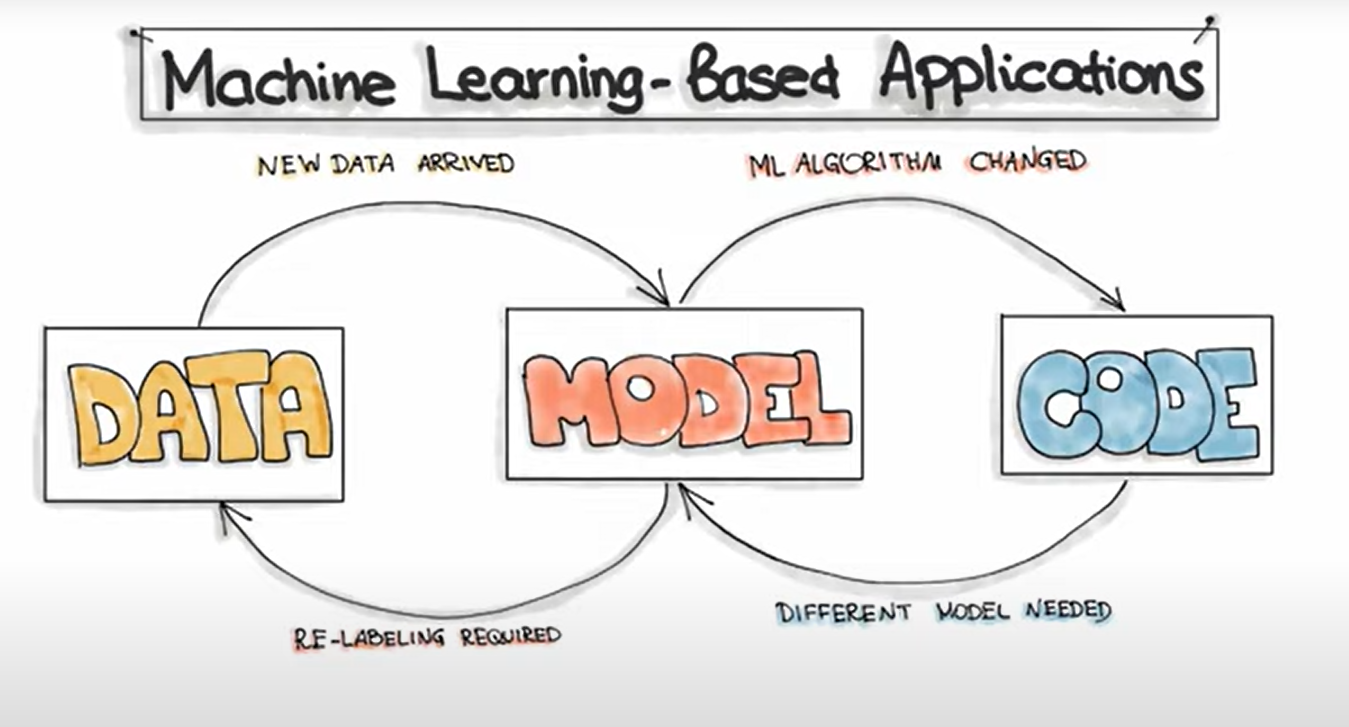 Machine Learning-Based Applications
NEW DATA ARRIVED
ML ALGORITHM CHANGED
DATA
MODEL
CODE
DIFFERENT MODEL NEEDED
RE-LABELING REQUIRED